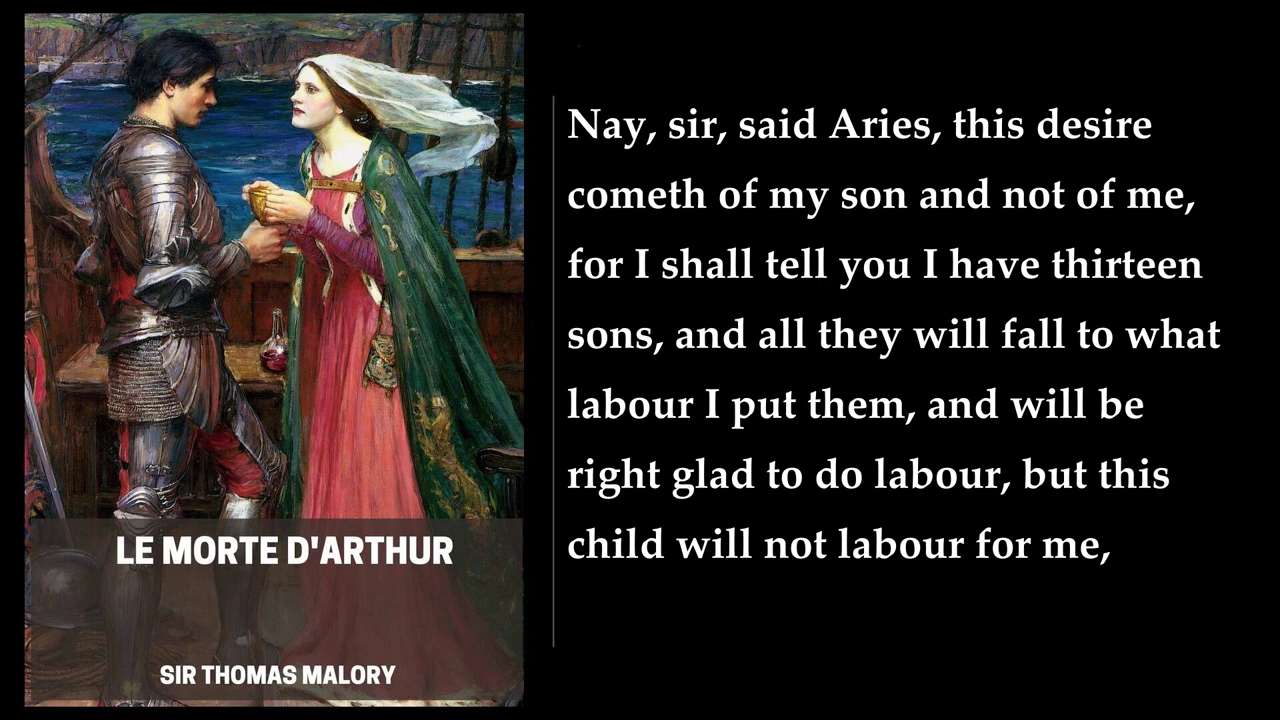 LE MORTE D'ARTHUR
SIR THOMAS MALORY
Nay, sir, said Aries, this desire
cometh of my son and not of me,
for I shall tell you I have thirteen
sons, and all they will fall to what
labour I put them, and will be
right glad to do labour, but this
child will not labour for me,